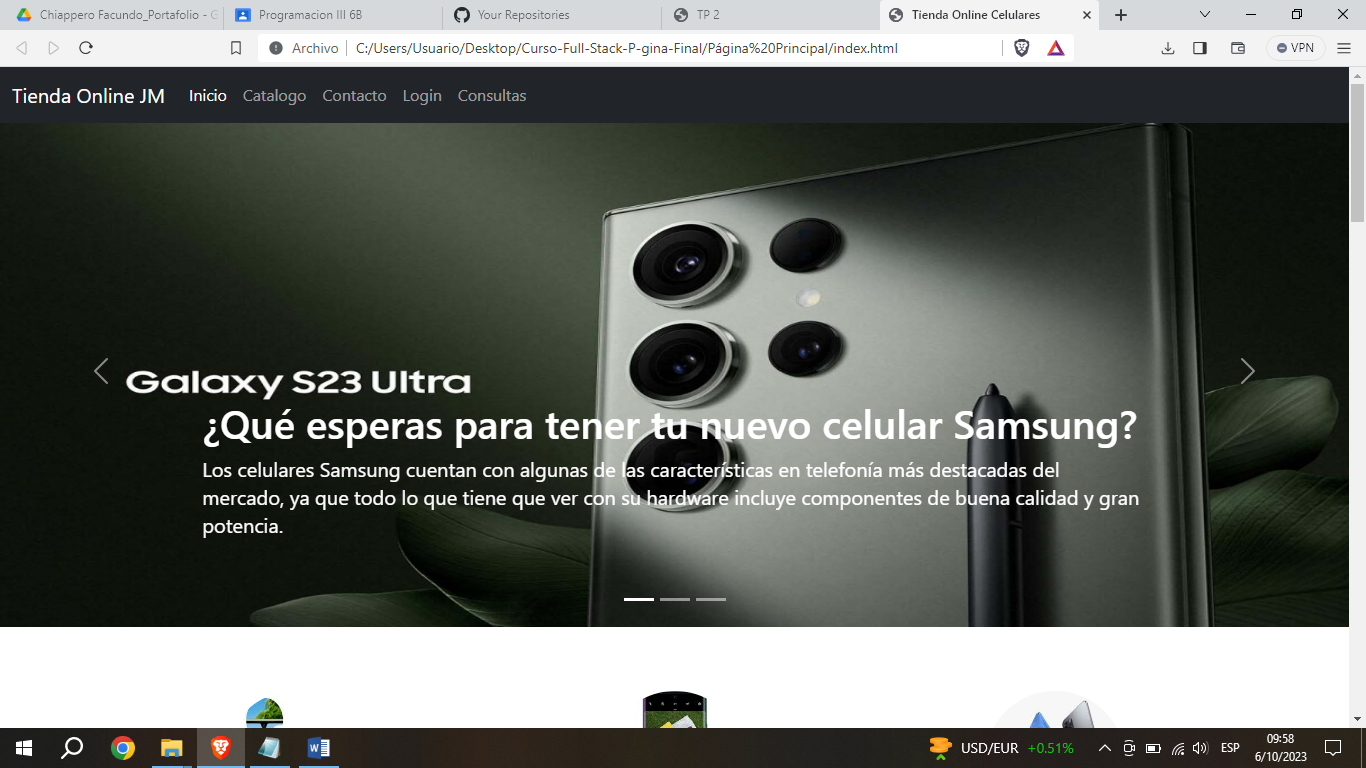 Chiappero Facundo_Portafolio - G
Programacion III 6B
Your Repositories
TP 2
Tienda Online Celulares
Archivo
C:/Users/Usuario/Desktop/Curso-Full-Stack-P-gina-Final/Página%20Principal/index.html
VPN
Tienda Online JM
Inicio
Catalogo
Contacto
Login
Consultas
Galaxy S23 Ultra
¿Qué esperas para tener tu nuevo celular Samsung?
Los celulares Samsung cuentan con algunas de las características en telefonía más destacadas del
mercado, ya que todo lo que tiene que ver con su hardware incluye componentes de buena calidad y gran
potencia.
USD/EUR +0.51%
ESP
09:58
6/10/2023